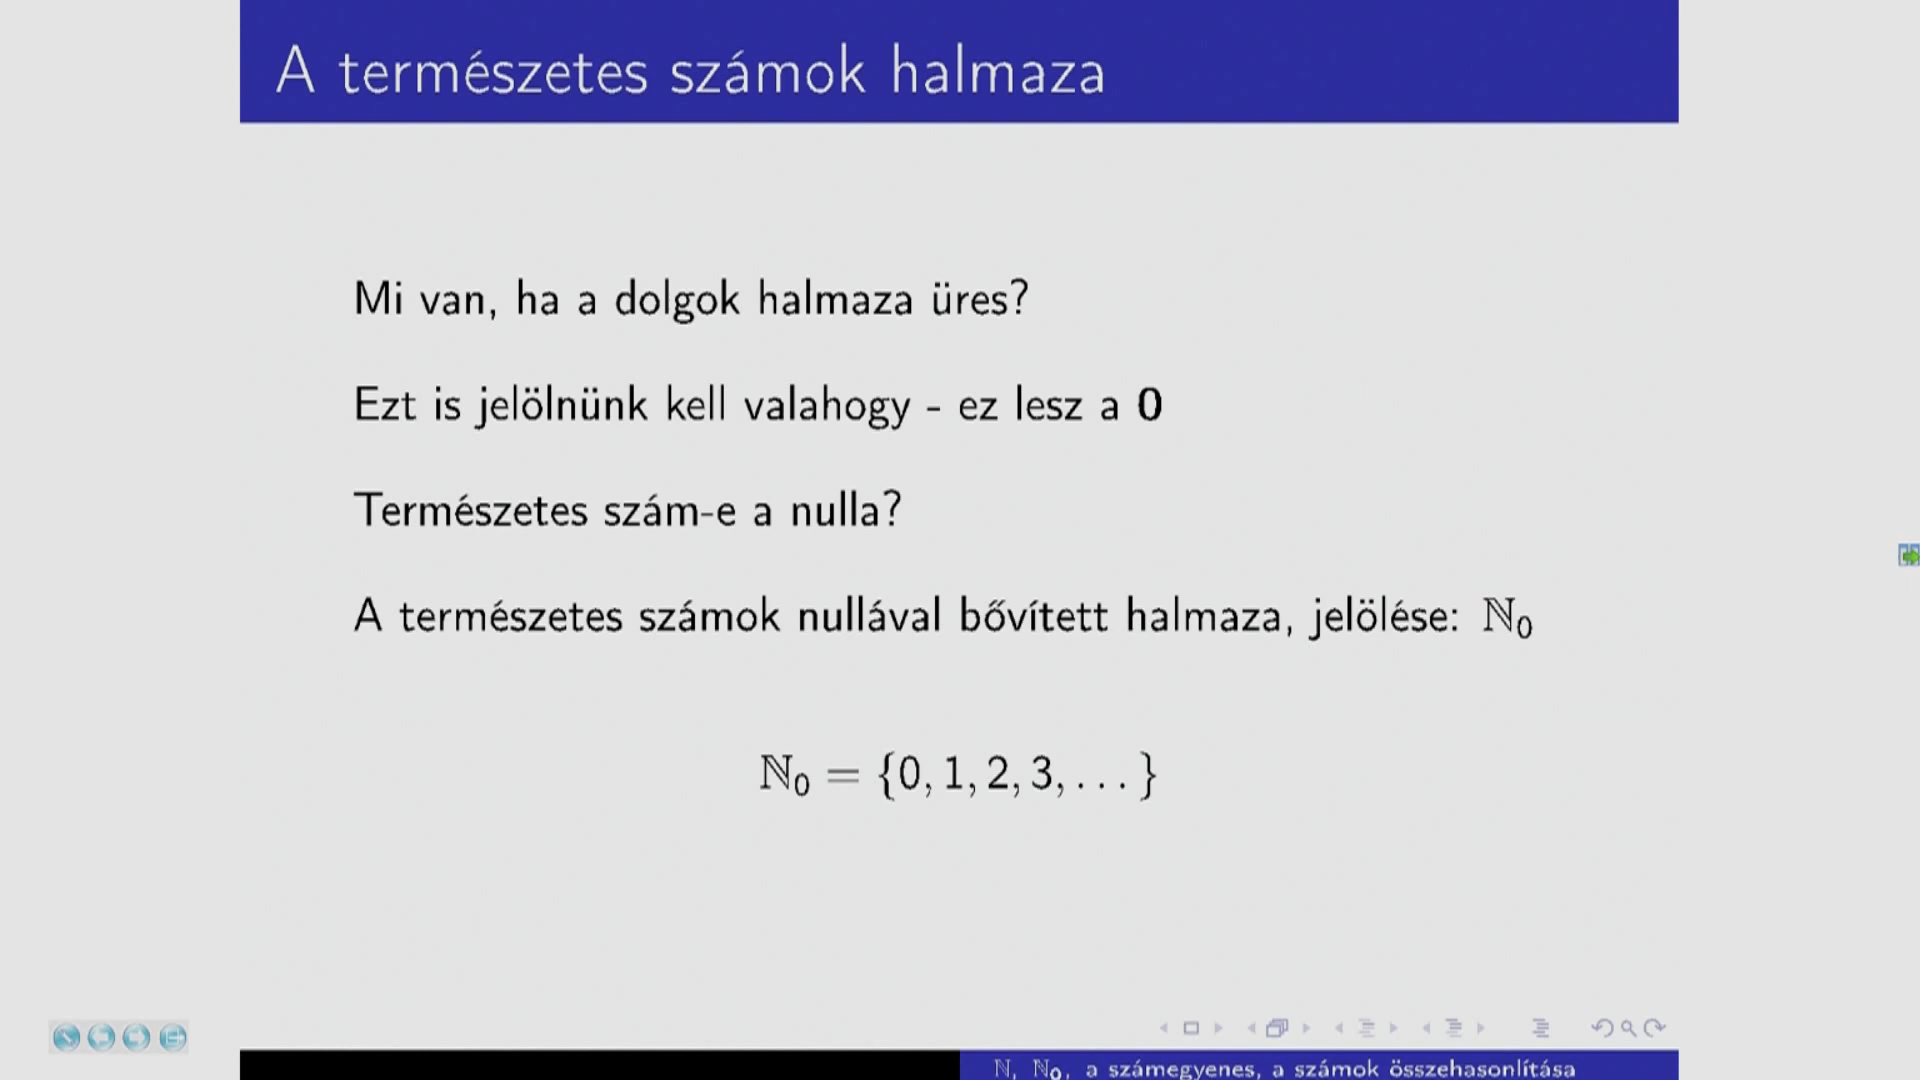 A természetes számok halmaza
Mi van, ha a dolgok halmaza üres?
Ezt is jelölnünk kell valahogy - ez lesz a 0
Természetes szám-e a nulla?
A természetes számok nullával bővített halmaza, jelölése: ℕ₀
ℕ₀ = {0, 1, 2, 3, . . . }
ℕ, ℕ₀, a számegyenes, a számok összehasonlítása